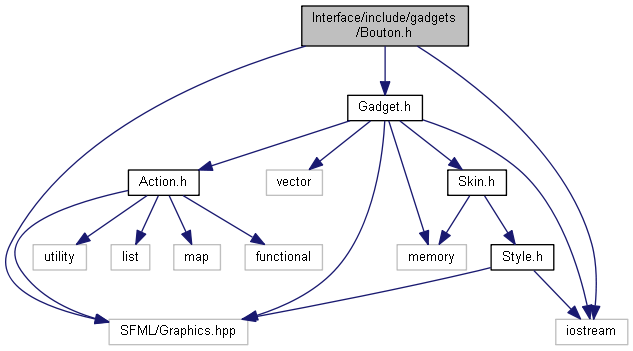 Interface/include/gadgets
/Bouton.h
Gadget.h
Action.h
vector
Skin.h
utility
list
map
functional
memory
Style.h
SFML/Graphics.hpp
iostream